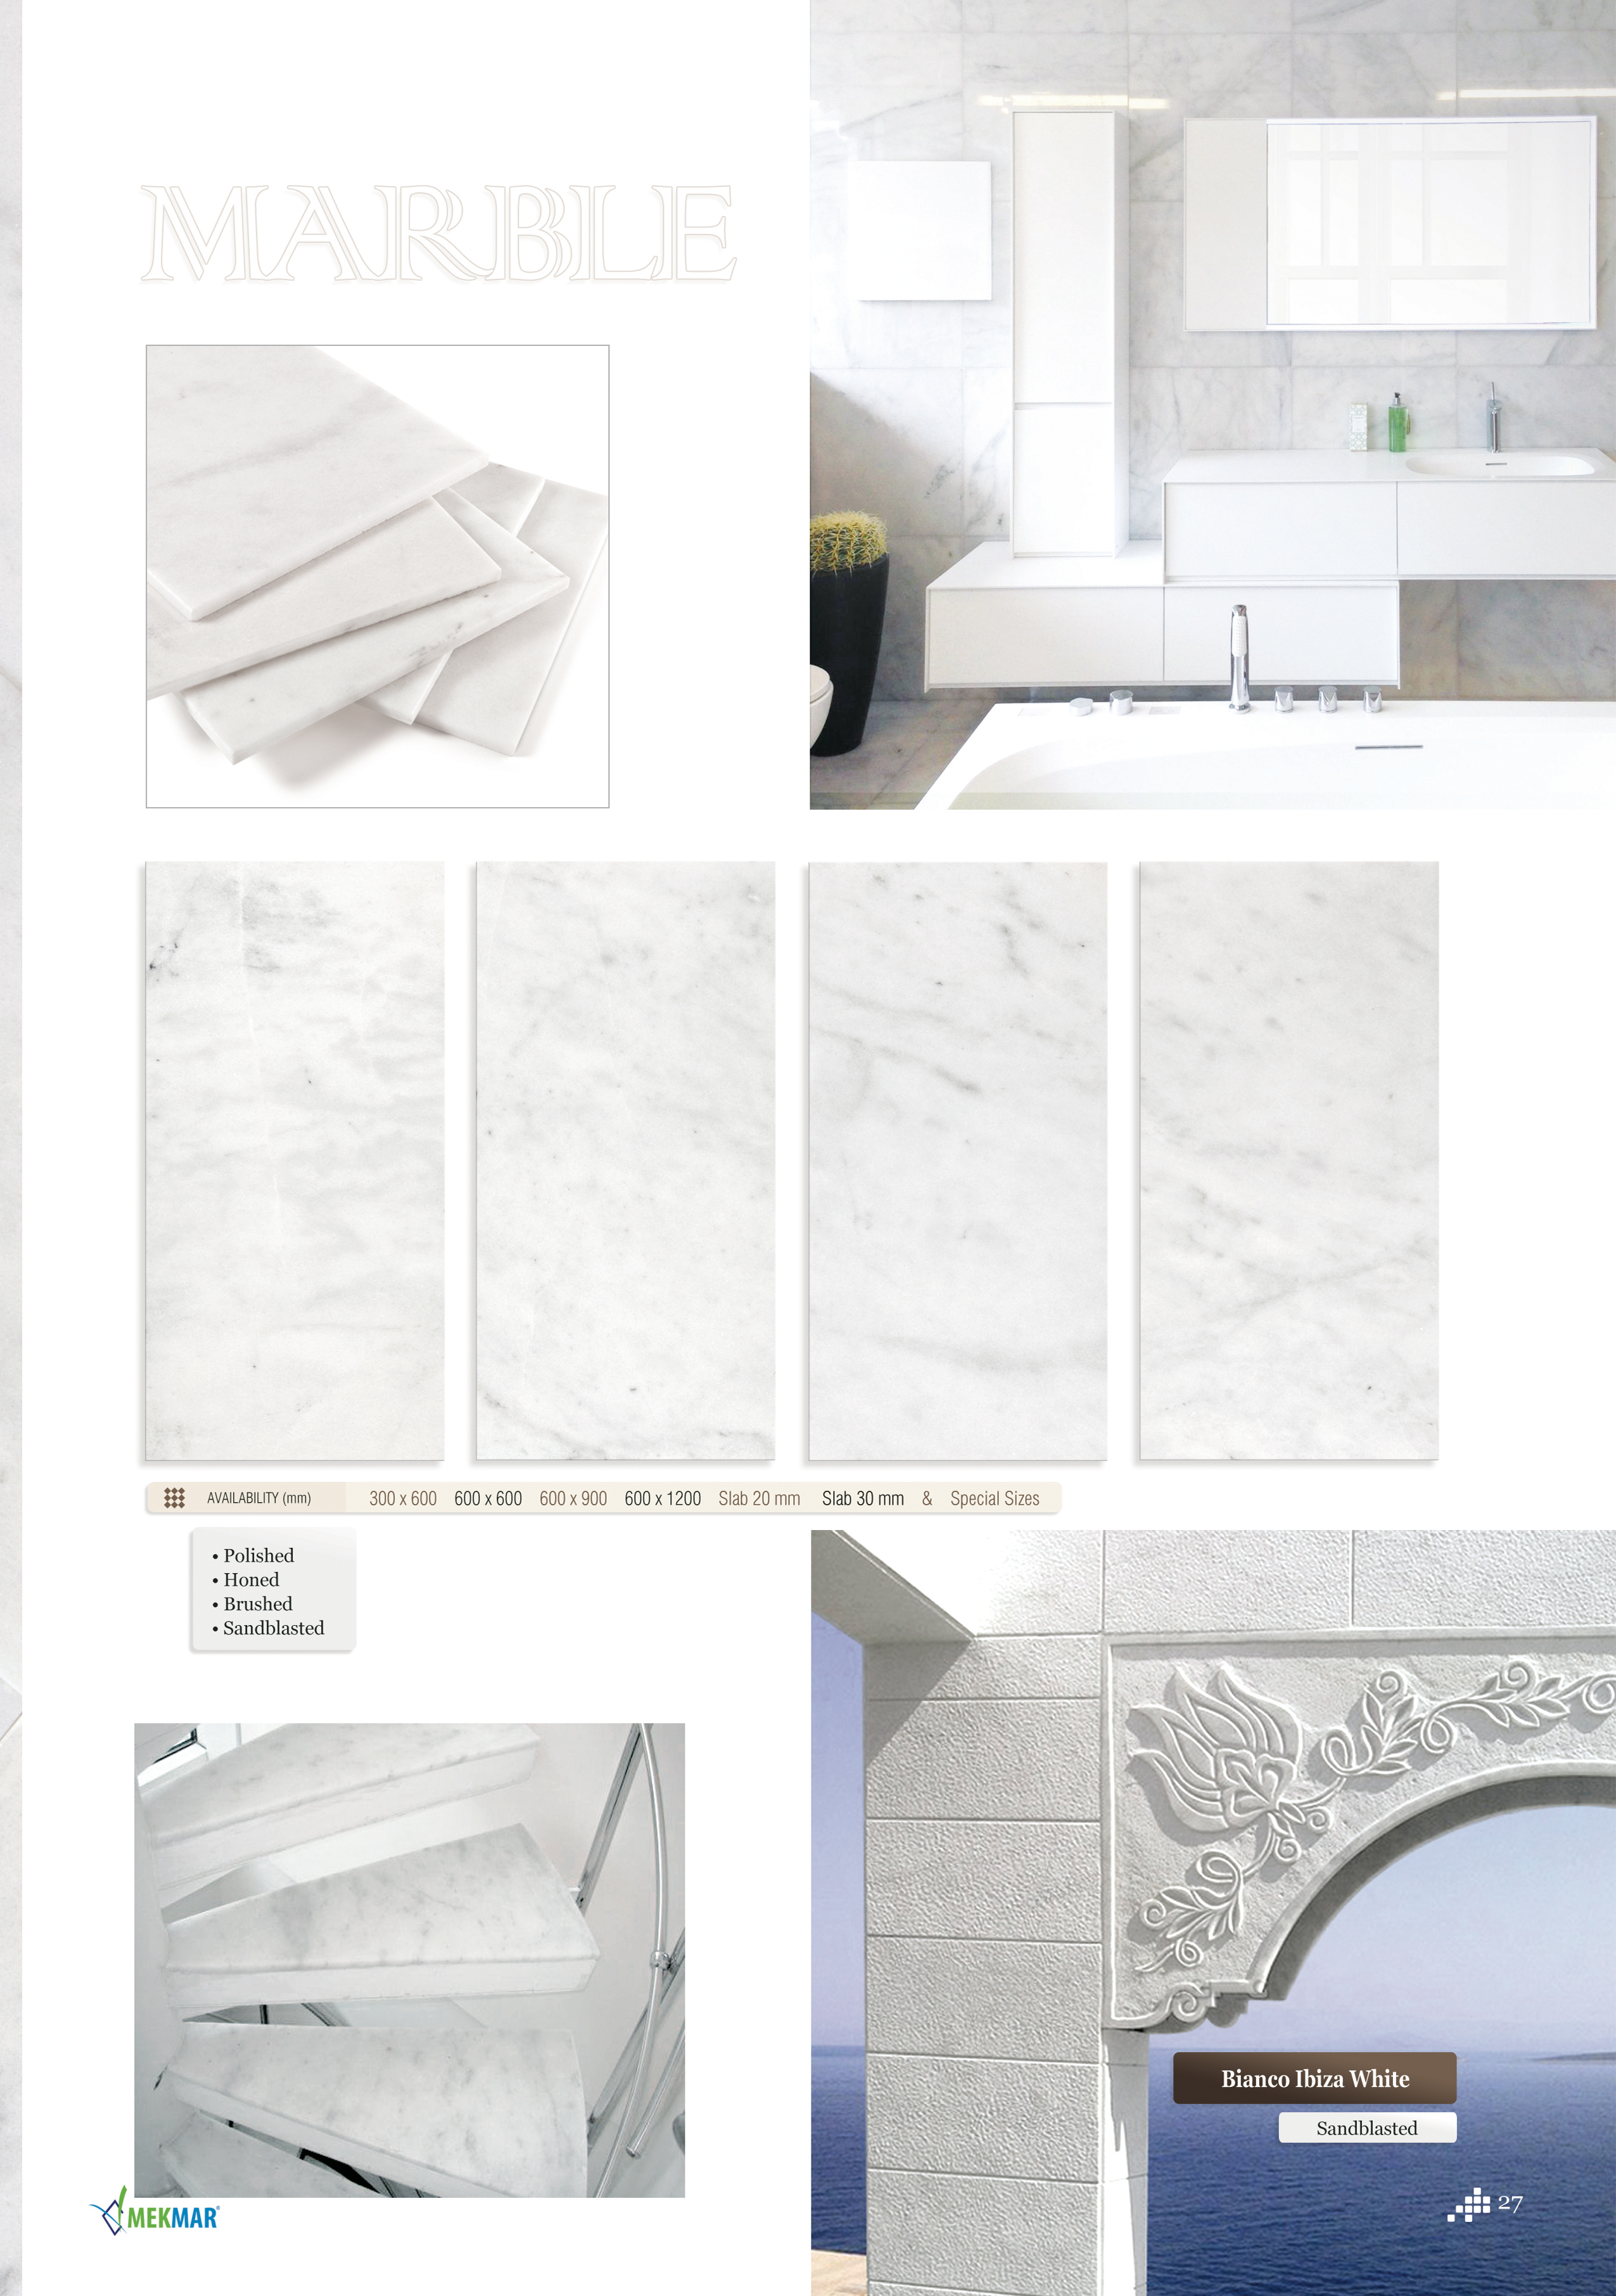 MARBLE
AVAILABILITY (mm) 300 x 600 600 x 600 600 x 900 600 x 1200 Slab 20 mm Slab 30 mm & Special Sizes
• Polished
• Honed
• Brushed
• Sandblasted
Bianco Ibiza White
Sandblasted
MEKMAR®
27